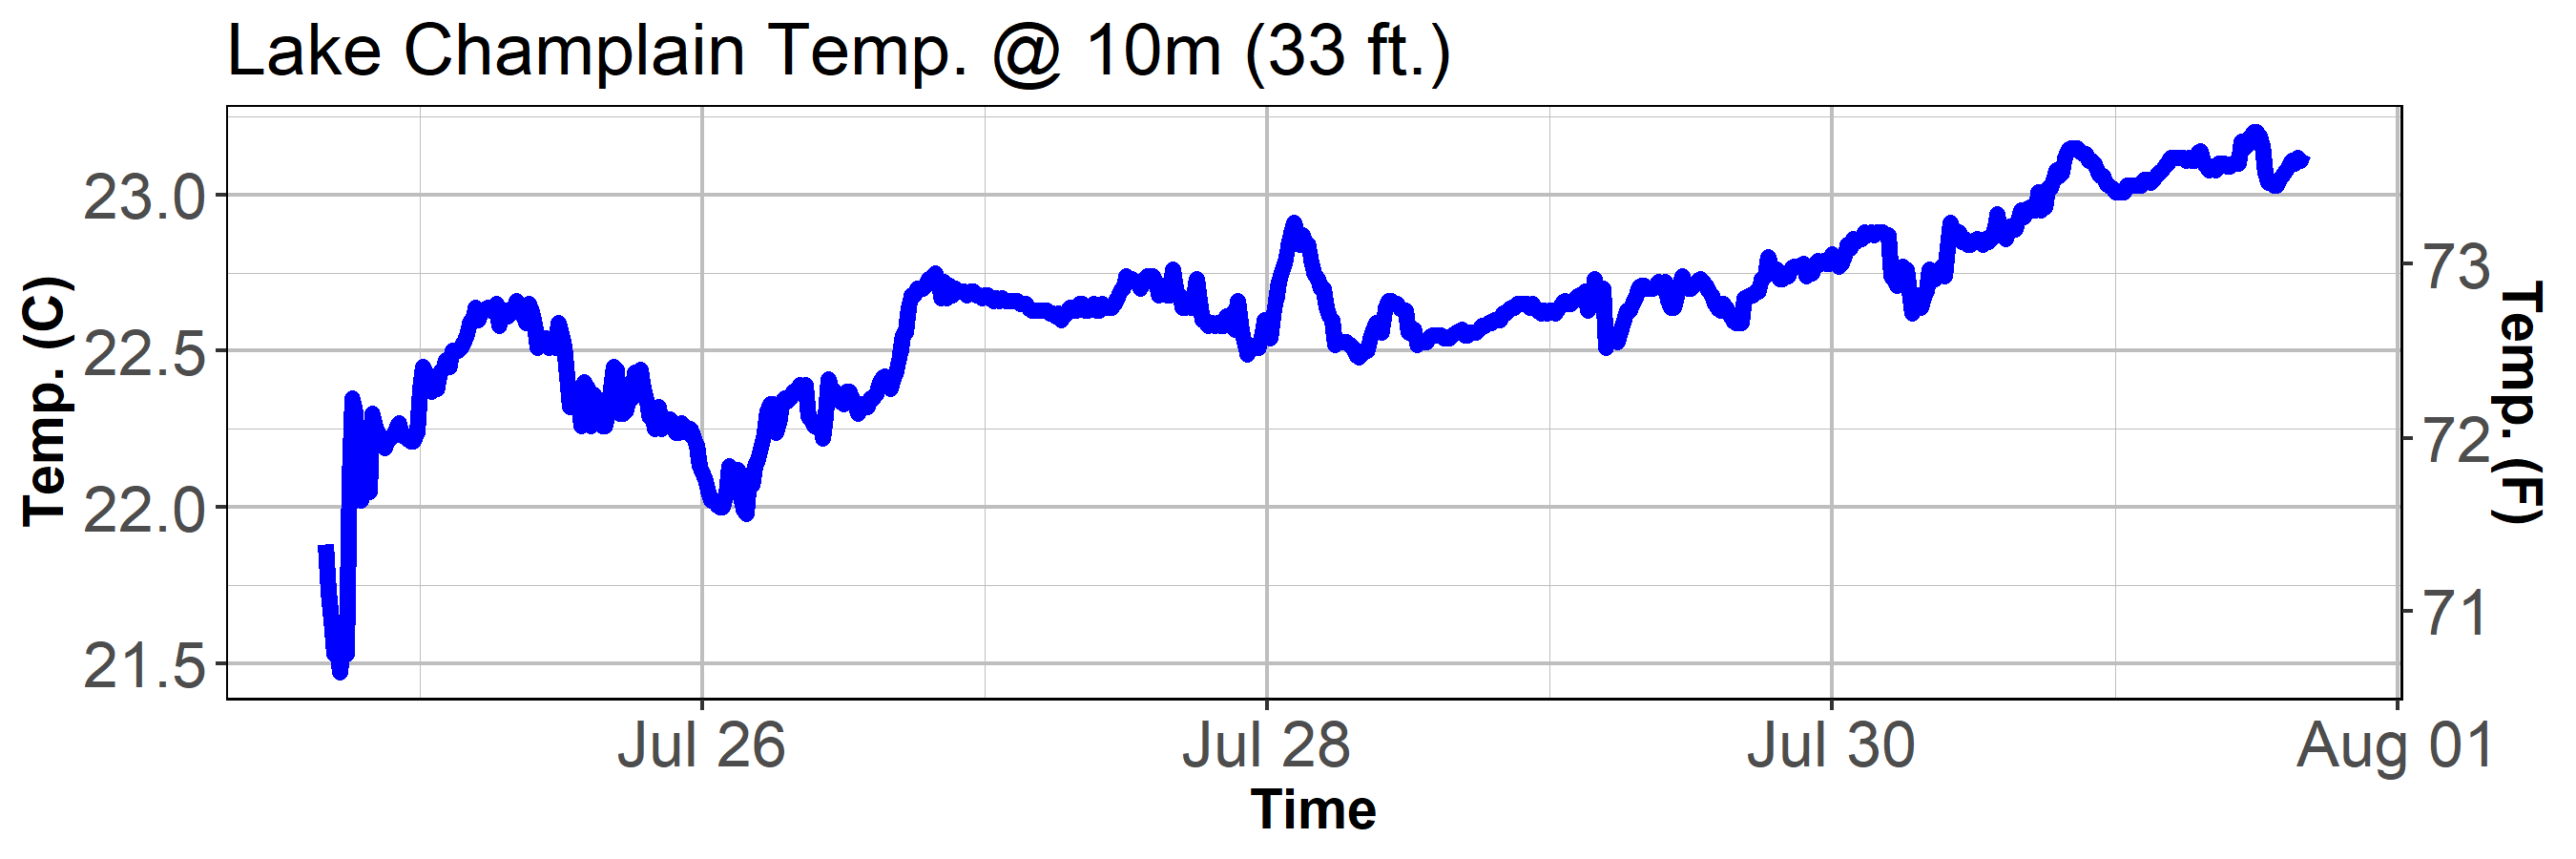 Lake Champlain Temp. @ 10m (33 ft.)
Temp. (C)
23.0
22.5
22.0
21.5
73
72
71
Temp. (F)
Jul 26
Jul 28
Jul 30
Aug 01
Time